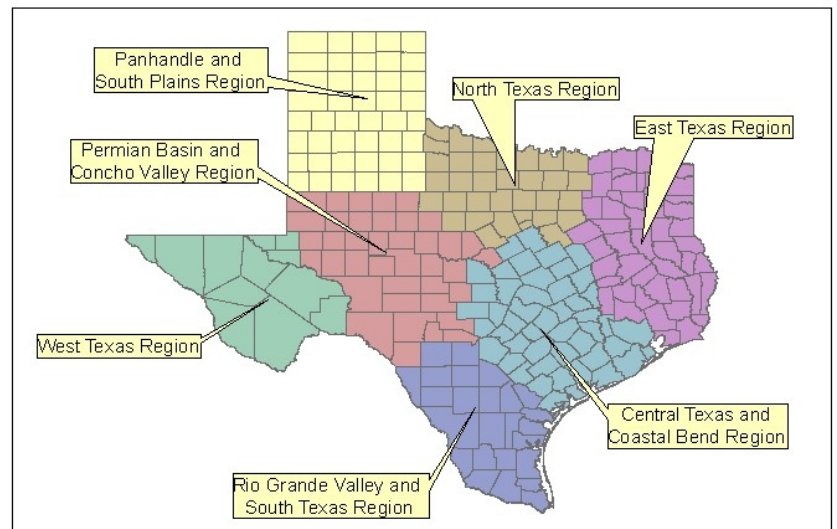 Panhandle and
South Plains Region
North Texas Region
East Texas Region
Permian Basin and
Concho Valley Region
West Texas Region
Central Texas and
Coastal Bend Region
Rio Grande Valley and
South Texas Region